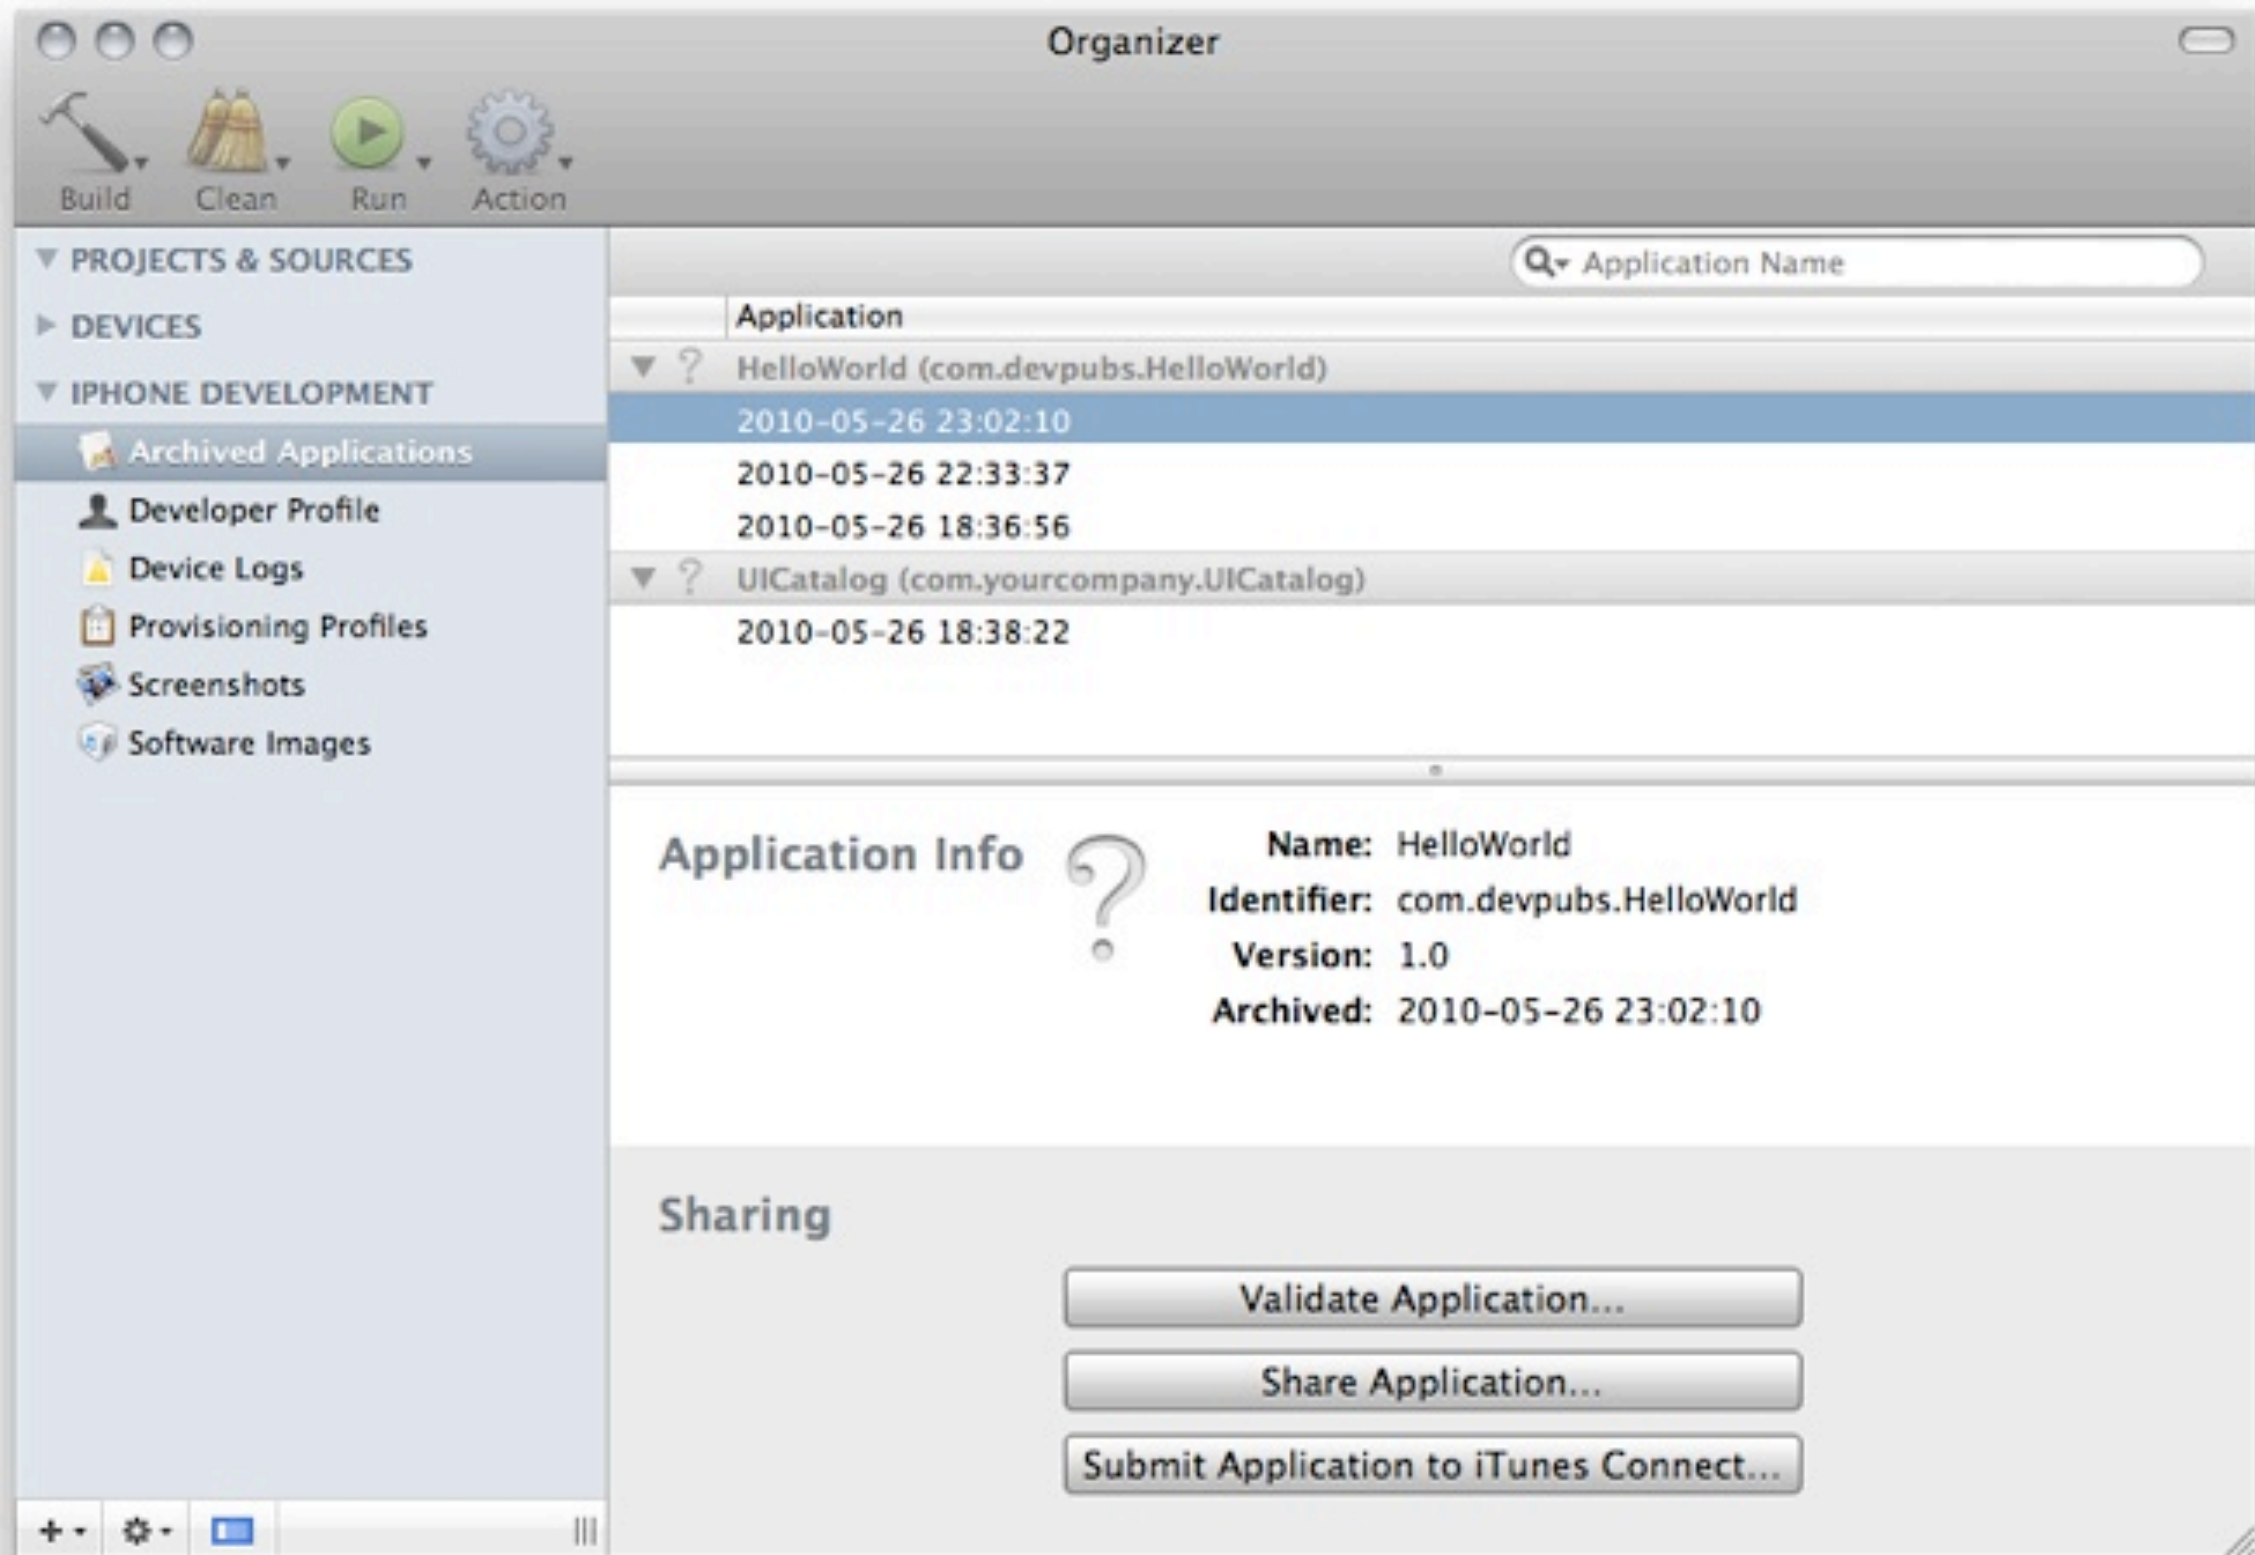 Organizer
Build Clean Run Action
PROJECTS & SOURCES
DEVICES
IPHONE DEVELOPMENT
Archived Applications
Developer Profile
Device Logs
Provisioning Profiles
Screenshots
Software Images
Application Name
Application
? HelloWorld (com.devpubs.HelloWorld)
2010-05-26 23:02:10
2010-05-26 22:33:37
2010-05-26 18:36:56
? UICatalog (com.yourcompany.UICatalog)
2010-05-26 18:38:22
Application Info ?
Name: HelloWorld
Identifier: com.devpubs.HelloWorld
Version: 1.0
Archived: 2010-05-26 23:02:10
Sharing
Validate Application...
Share Application...
Submit Application to iTunes Connect...